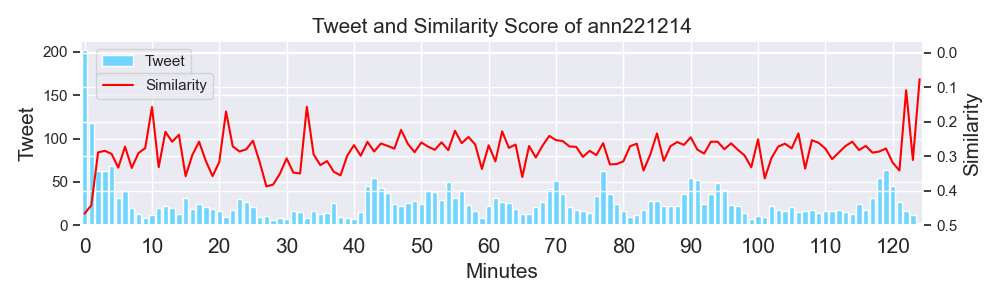 Tweet and Similarity Score of ann221214
Tweet
200
150
100
50
0
Tweet
Similarity
0.0
0.1
0.2
0.3
0.4
0.5
Similarity
0 10 20 30 40 50 60 70 80 90 100 110 120
Minutes